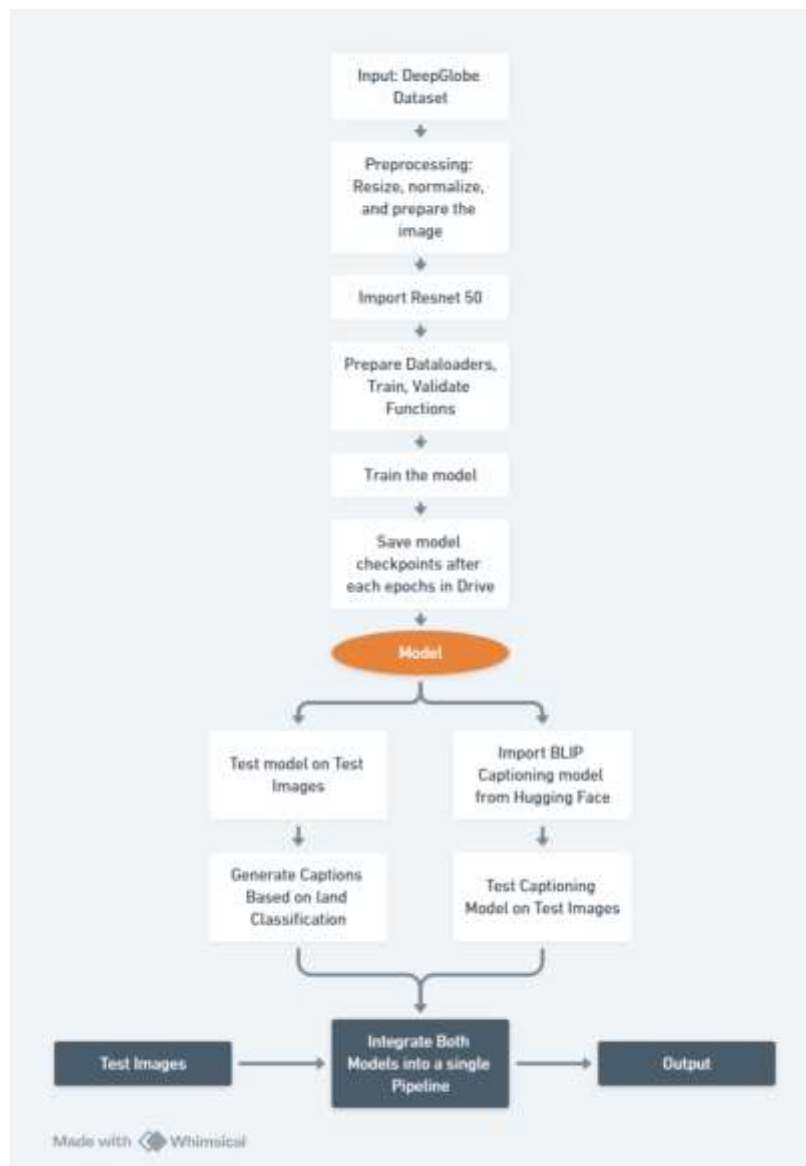 Input: DeepGlobe
Dataset
Preprocessing:
Resize, normalize,
and prepare the
image
Import Resnet 50
Prepare Dataloaders,
Train, Validate
Functions
Train the model
Save model
checkpoints after
each epochs in Drive
Model
Test model on Test
Images
Import BLIP
Captioning model
from Hugging Face
Generate Captions
Based on land
Classification
Test Captioning
Model on Test Images
Test Images
Integrate Both
Models into a single
Pipeline
Output
Made with Whimsical